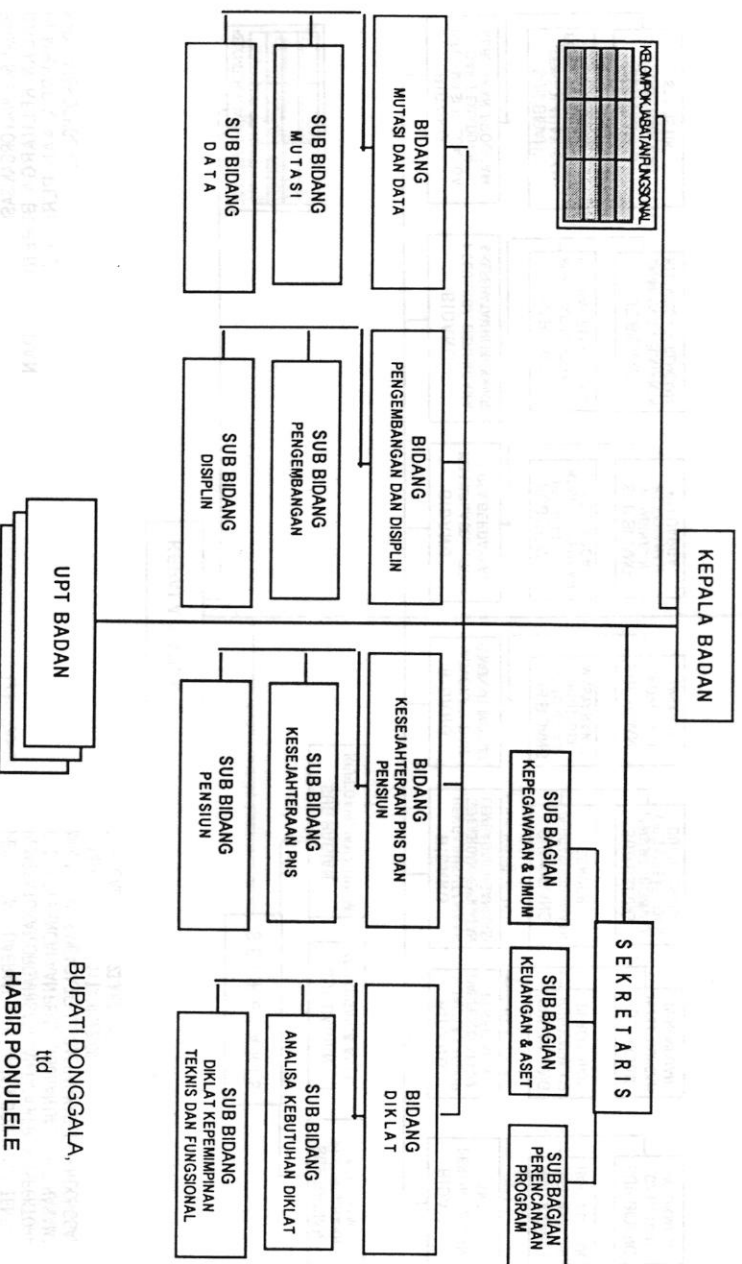 KEPALA BADAN
KELOMPOK JABATAN FUNGSSIONAL
SEKRETARIS
SUB BAGIAN
KEPEGAWAIAN & UMUM
SUB BAGIAN
KEUANGAN & ASET
SUB BAGIAN
PERENCANAAN
PROGRAM
BIDANG
MUTASI DAN DATA
SUB BIDANG
MUTASI
SUB BIDANG
DATA
BIDANG
PENGEMBANGAN DAN DISIPLIN
SUB BIDANG
PENGEMBANGAN
SUB BIDANG
DISIPLIN
BIDANG
KESEJAHTERAAN PNS DAN
PENSIUN
SUB BIDANG
KESEJAHTERAAN PNS
SUB BIDANG
PENSIUN
BIDANG
DIKLAT
SUB BIDANG
ANALISA KEBUTUHAN DIKLAT
SUB BIDANG
DIKLAT KEPEMIMPINAN
TEKNIS DAN FUNGSIONAL
UPT BADAN
BUPATI DONGGALA,
ttd
HABIR PONULELE